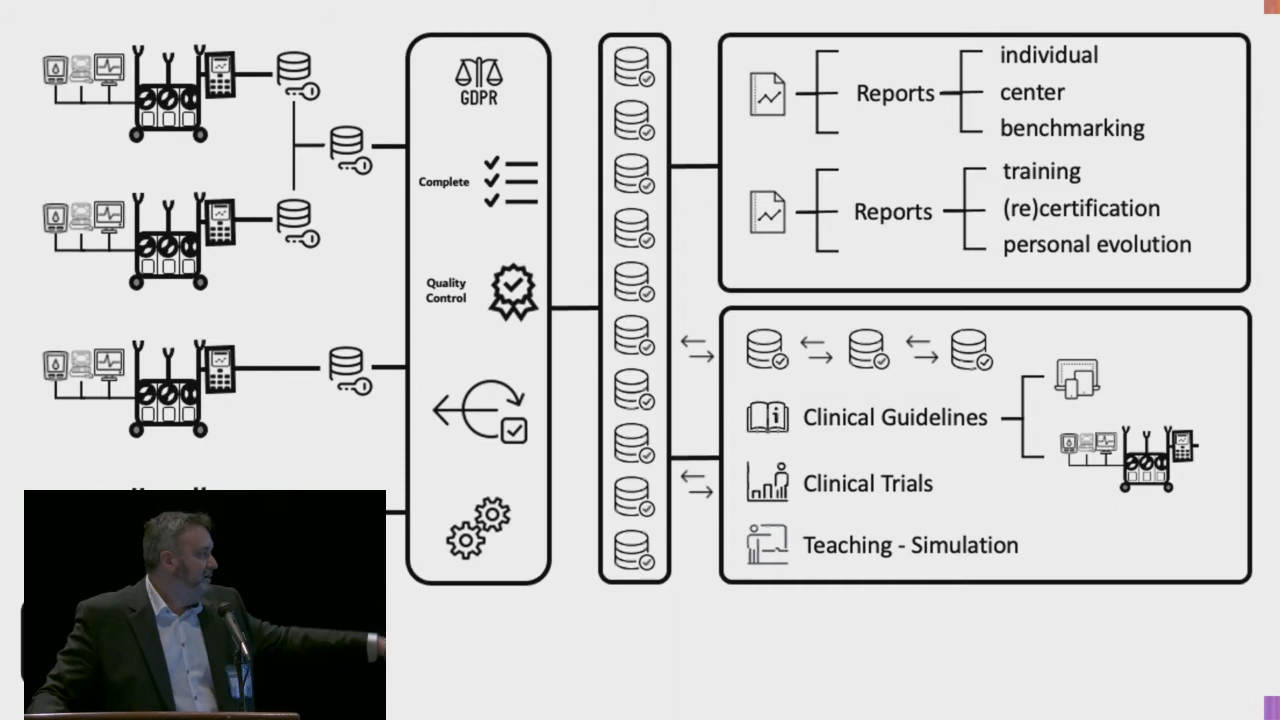 GDPR
Complete
Quality
Control
Reports
individual
center
benchmarking
Reports
training
(re)certification
personal evolution
Clinical Guidelines
Clinical Trials
Teaching - Simulation